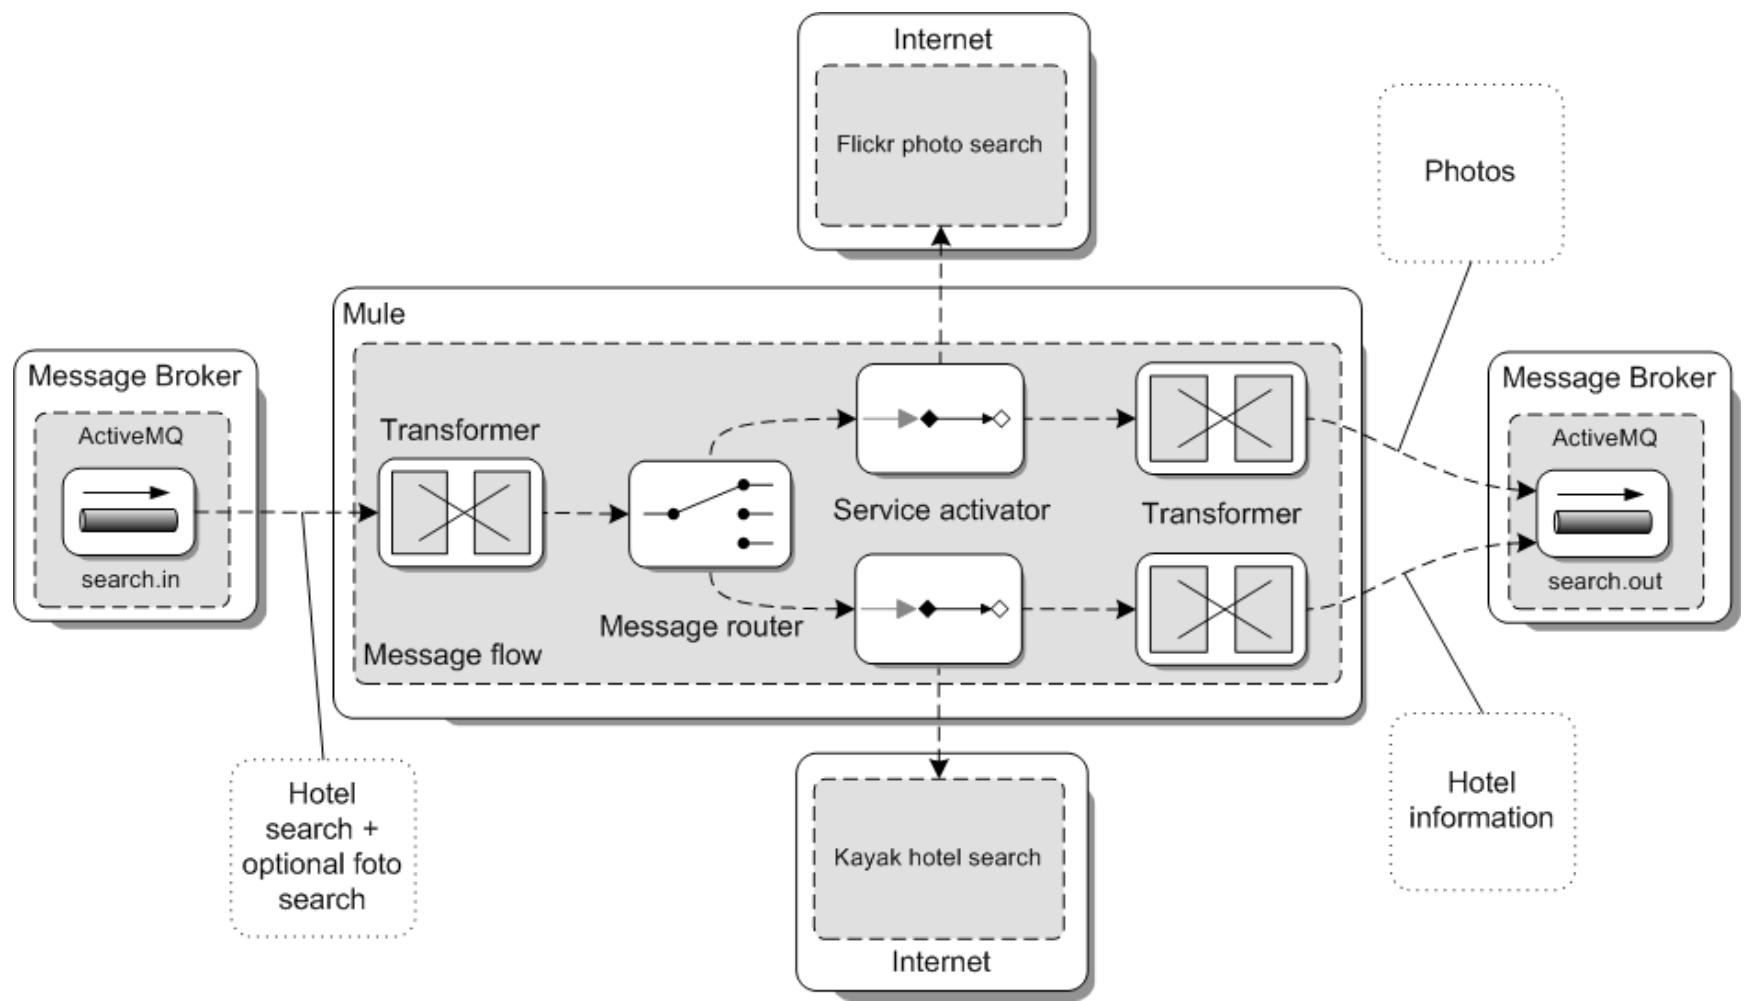 Internet
Flickr photo search
Photos
Mule
Message Broker
ActiveMQ
search.in
Transformer
Message router
Message flow
Service activator
Transformer
Message Broker
ActiveMQ
search.out
Hotel
search +
optional foto
search
Kayak hotel search
Internet
Hotel
information